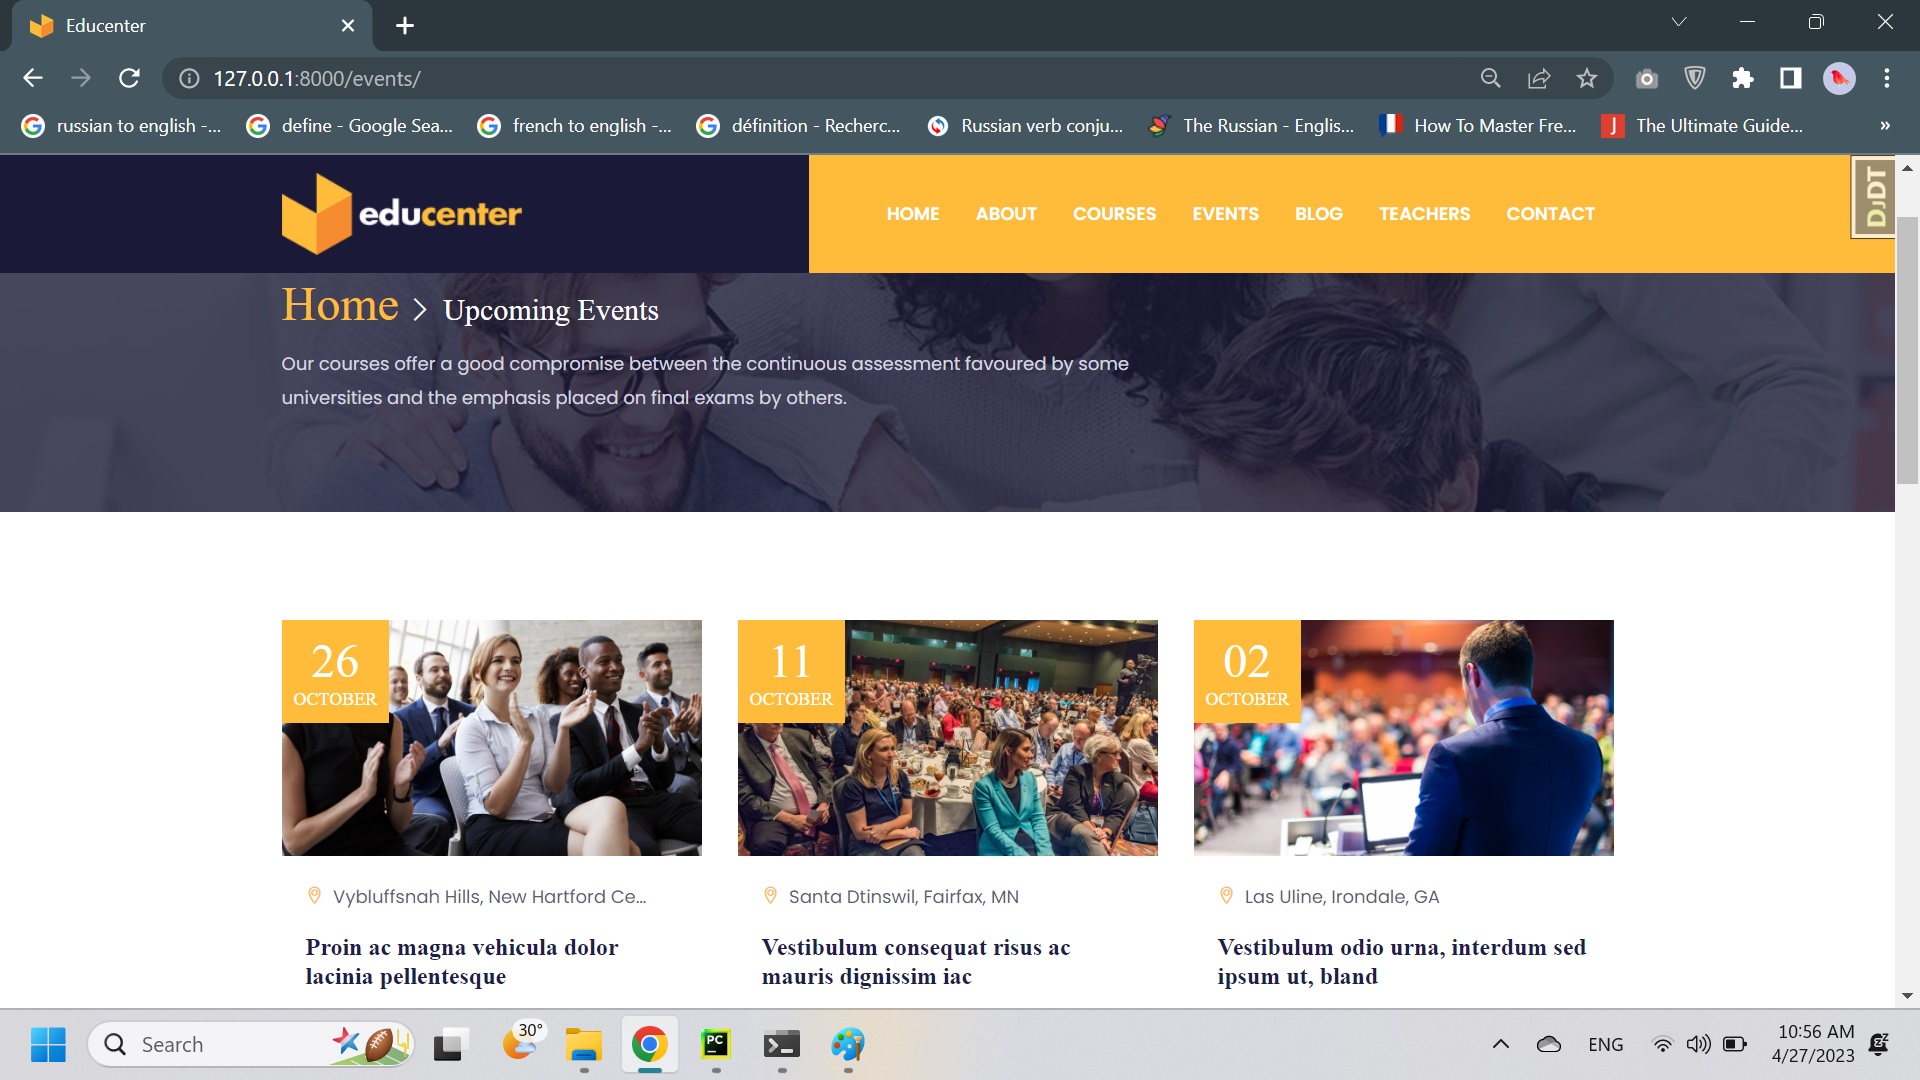 Educenter
127.0.0.1:8000/events/
russian to english -...
define - Google Sea...
french to english -...
définition - Recherc...
Russian verb conju...
The Russian - Englis...
How To Master Fre...
J
The Ultimate Guide...
»
educenter
HOME
ABOUT
COURSES
EVENTS
BLOG
TEACHERS
CONTACT
DJDT
Home > Upcoming Events
Our courses offer a good compromise between the continuous assessment favoured by some
universities and the emphasis placed on final exams by others.
26
OCTOBER
11
OCTOBER
02
OCTOBER
Vybluffsnah Hills, New Hartford Ce...
Santa Dtinswil, Fairfax, MN
Las Uline, Irondale, GA
Proin ac magna vehicula dolor
lacinia pellentesque
Vestibulum consequat risus ac
mauris dignissim iac
Vestibulum odio urna, interdum sed
ipsum ut, bland
Search
30°
PC
ENG
10:56 AM
4/27/2023